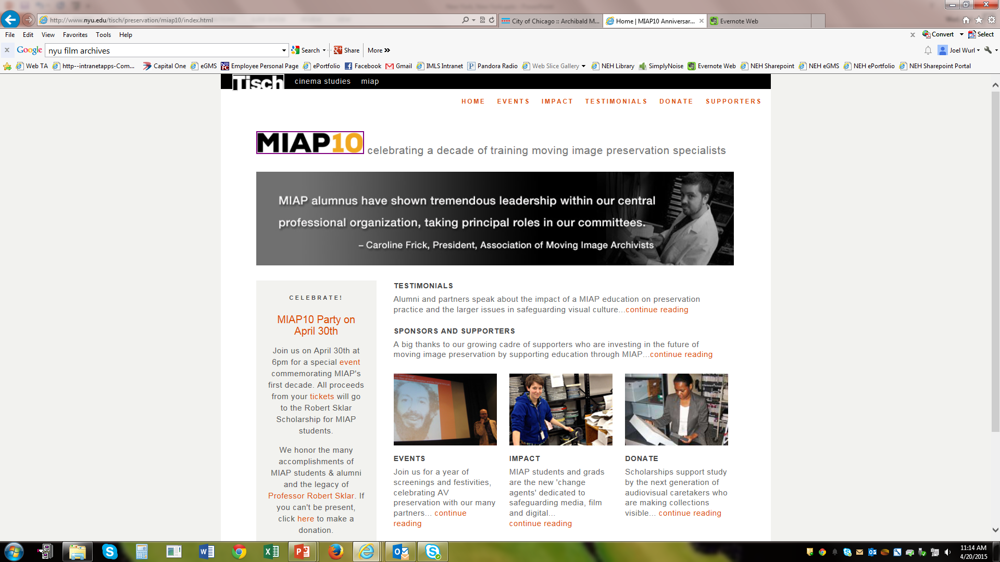 http://www.nyu.edu/tisch/preservation/miap10/index.html
City of Chicago :: Archibald M...
Home | MIAP10 Anniversar...
Evernote Web
File Edit View Favorites Tools Help
Convert Select
Google nyu film archives Search Share More
Joel Wurl
Web TA http--intranetapps-Com... Capital One eGMS Employee Personal Page ePortfolio Facebook Gmail IMLS Intranet Pandora Radio Web Slice Gallery NEH Library SimplyNoise Evernote Web NEH Sharepoint NEH eGMS NEH ePortfolio NEH Sharepoint Portal
Tisch cinema studies miap
HOME EVENTS IMPACT TESTIMONIALS DONATE SUPPORTERS
MIAP10 celebrating a decade of training moving image preservation specialists
MIAP alumnus have shown tremendous leadership within our central
professional organization, taking principal roles in our committees.
– Caroline Frick, President, Association of Moving Image Archivists
CELEBRATE!
MIAP10 Party on
April 30th
Join us on April 30th at
6pm for a special event
commemorating MIAP's
first decade. All proceeds
from your tickets will go
to the Robert Sklar
Scholarship for MIAP
students.
We honor the many
accomplishments of
MIAP students & alumni
and the legacy of
Professor Robert Sklar. If
you can't be present,
click here to make a
donation.
TESTIMONIALS
Alumni and partners speak about the impact of a MIAP education on preservation
practice and the larger issues in safeguarding visual culture...continue reading
SPONSORS AND SUPPORTERS
A big thanks to our growing cadre of supporters who are investing in the future of
moving image preservation by supporting education through MIAP...continue reading
EVENTS
Join us for a year of
screenings and festivities,
celebrating AV
preservation with our many
partners... continue
reading
IMPACT
MIAP students and grads
are the new 'change
agents' dedicated to
safeguarding media, film
and digital...
continue reading
DONATE
Scholarships support study
by the next generation of
audiovisual caretakers who
are making collections
visible... continue reading
11:14 AM
4/20/2015